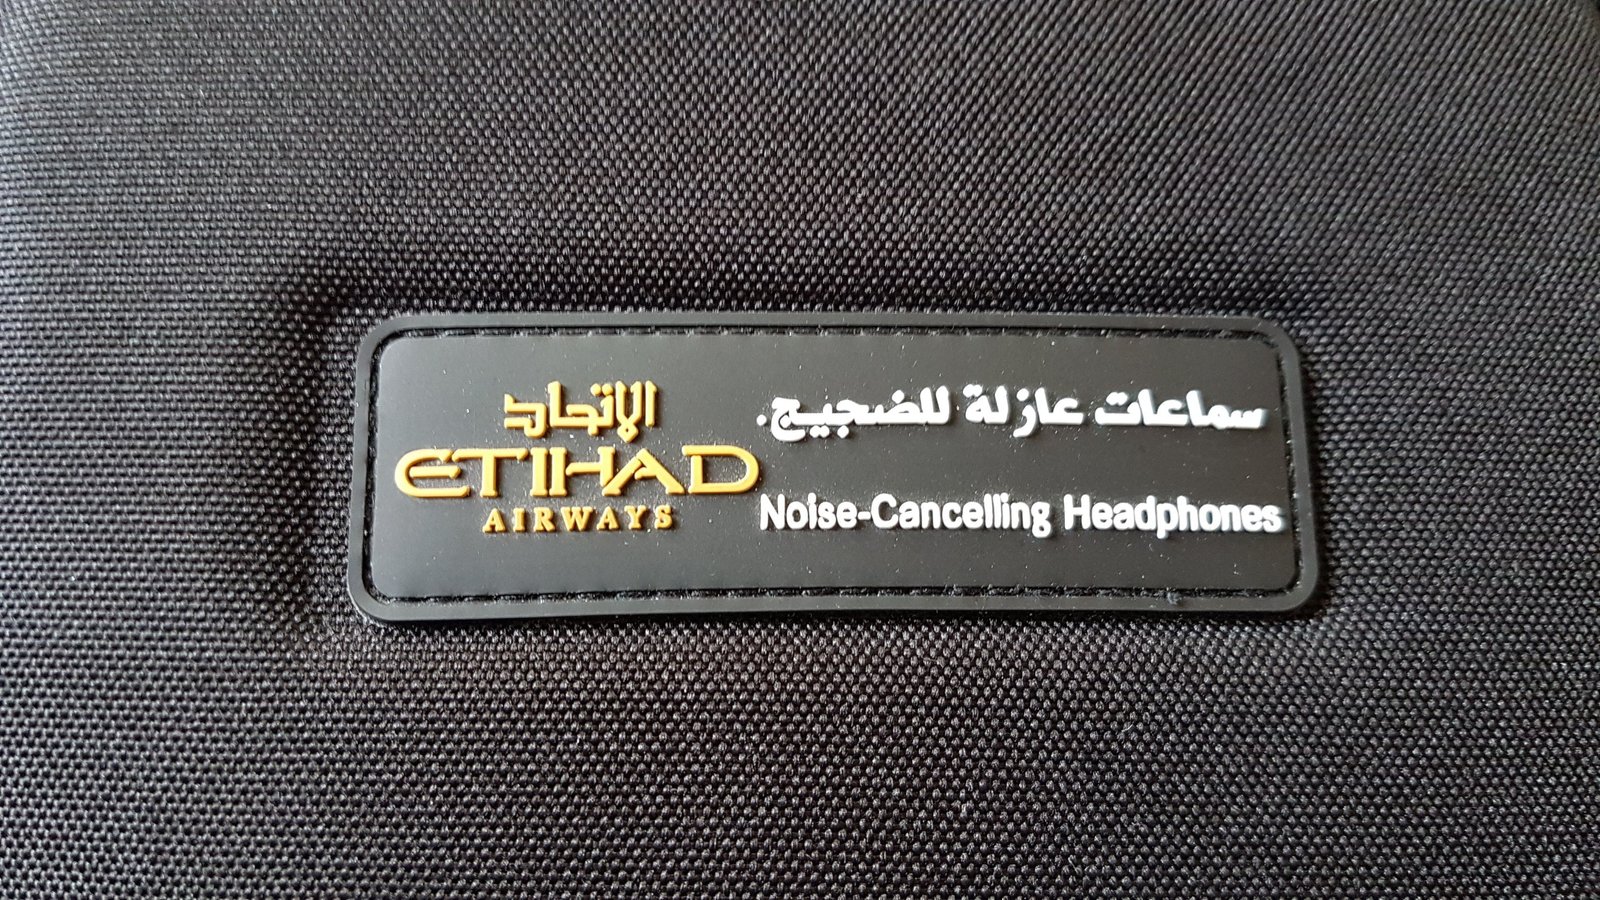 الاتحاد
ETIHAD
AIRWAYS
سماعات عازلة للضجيج.
Noise-Cancelling Headphones